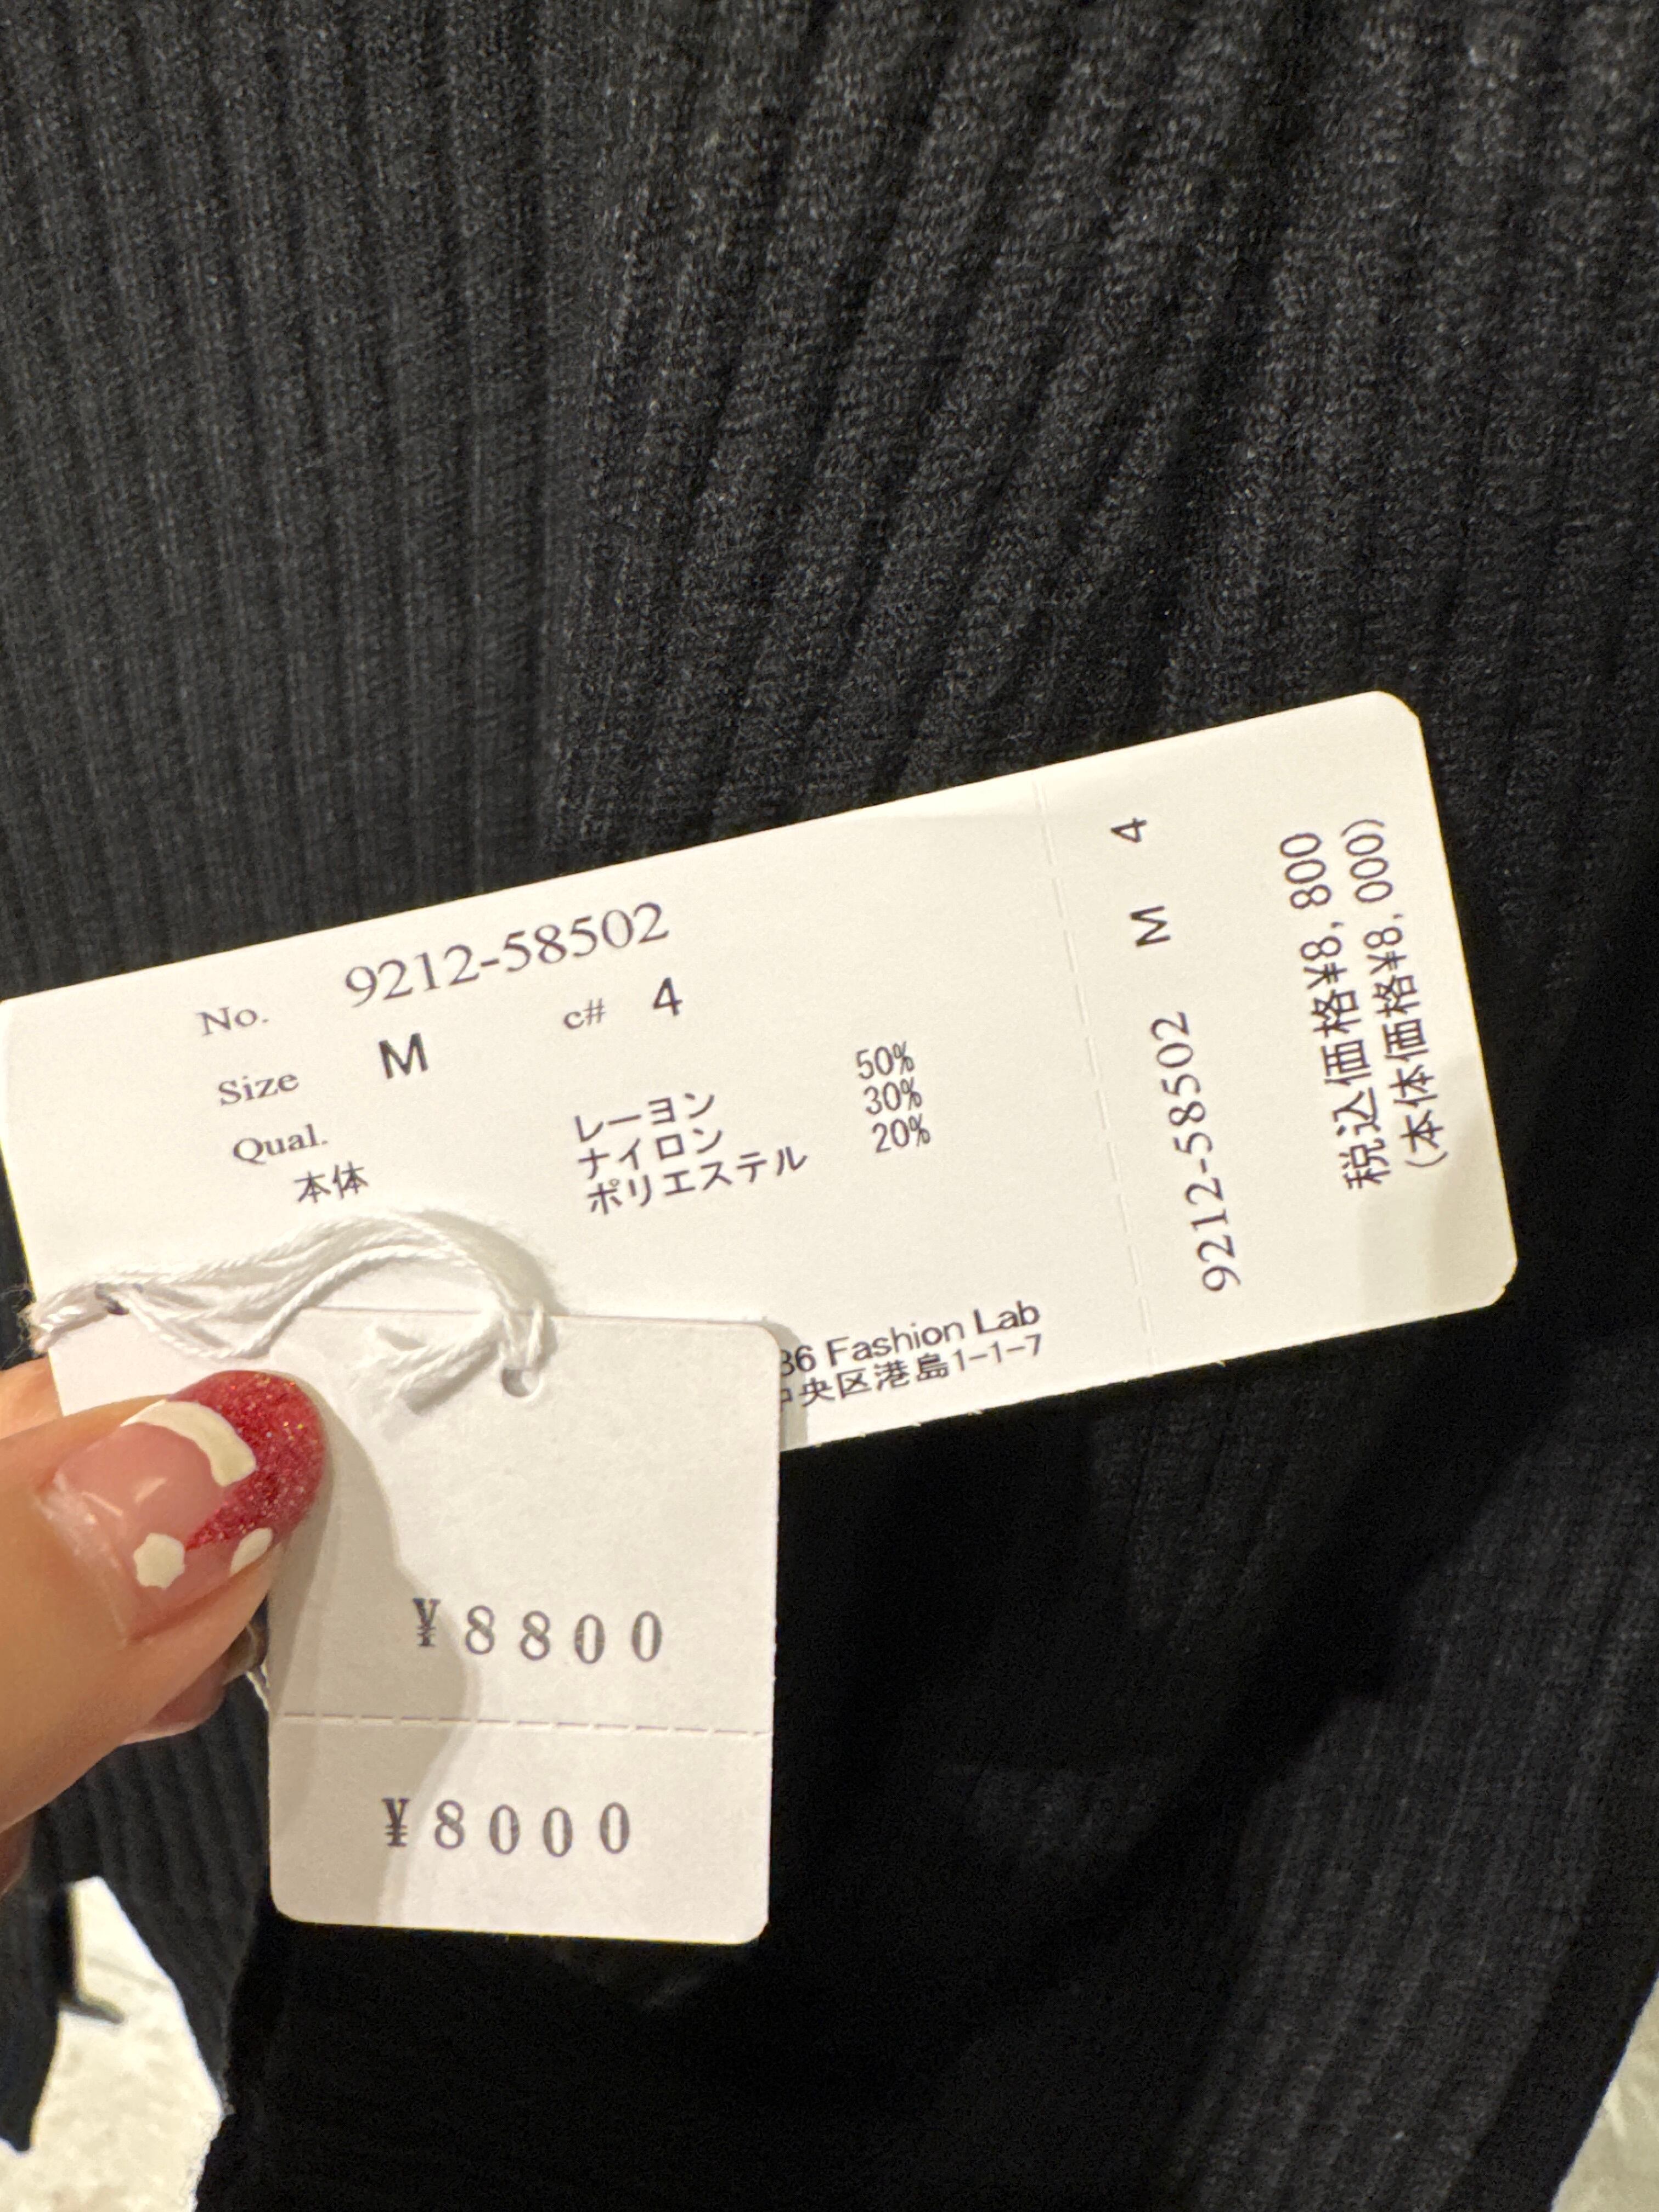 No. 9212-58502
Size M c# 4
Qual.
本体
レーヨン 50%
ナイロン 30%
ポリエステル 20%
36 Fashion Lab
中央区港島1-1-7
9212-58502 M 4
税込価格¥8,800
(本体価格¥8,000)
¥8800
¥8000